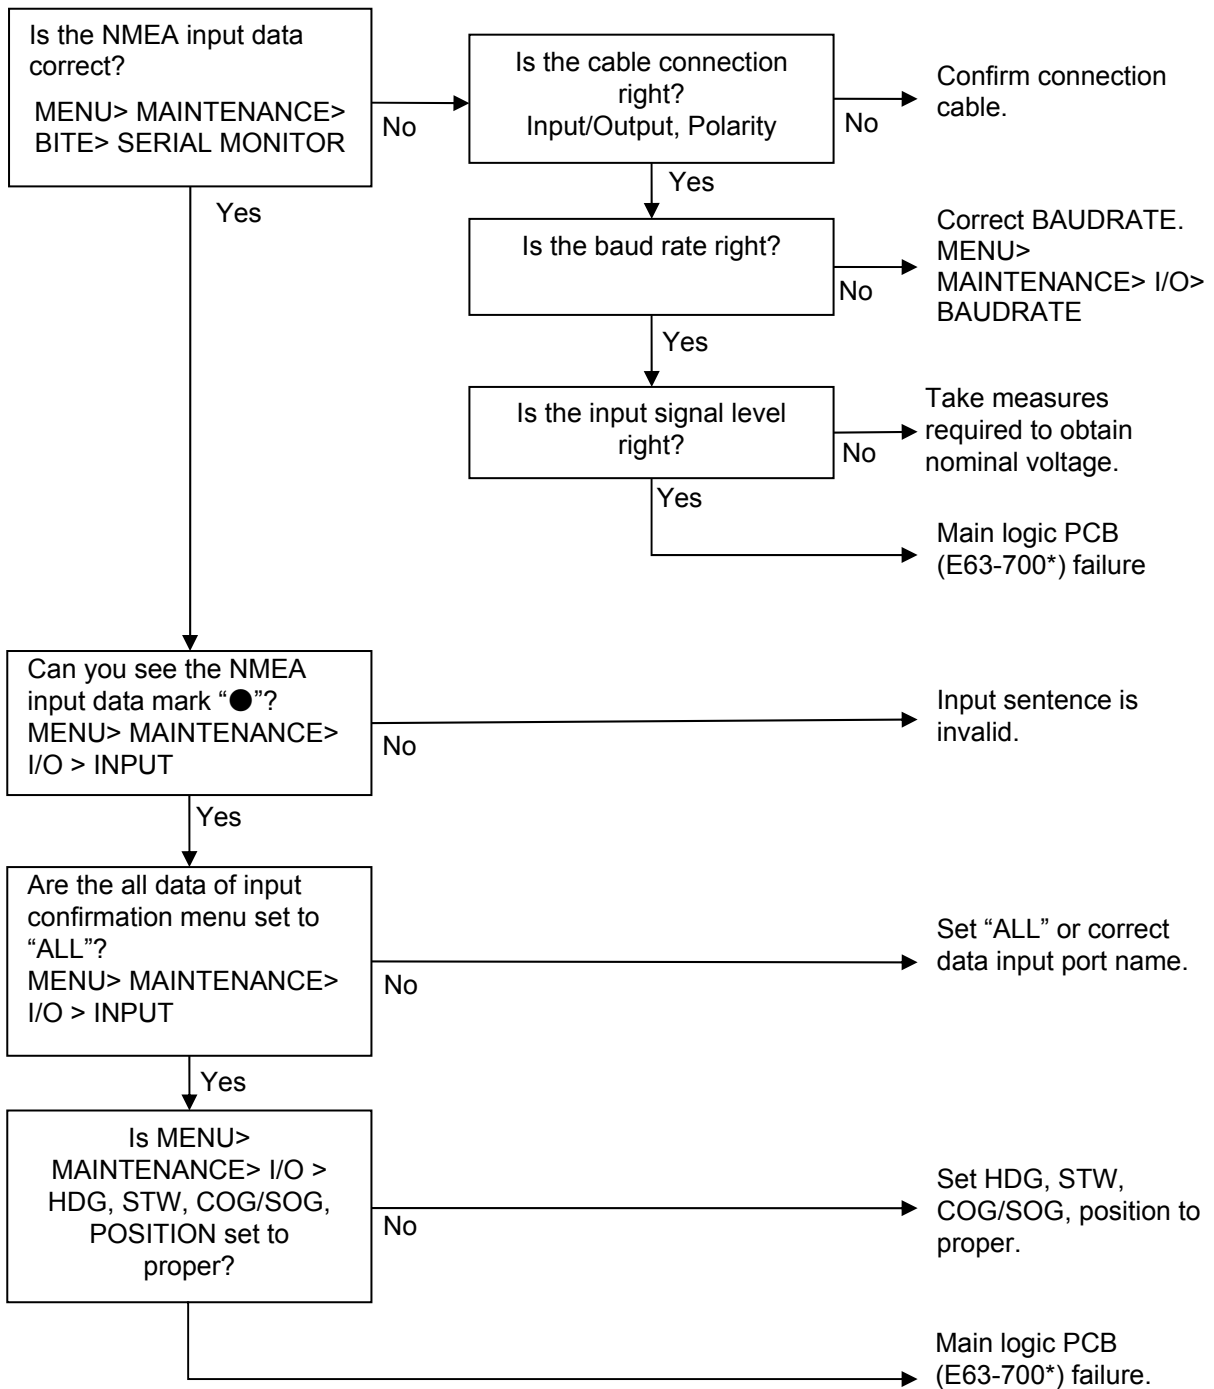 Is the NMEA input data
correct?
MENU> MAINTENANCE>
BITE> SERIAL MONITOR
No
Is the cable connection
right?
Input/Output, Polarity
No
Confirm connection
cable.
Yes
Yes
Is the baud rate right?
No
Correct BAUDRATE.
MENU>
MAINTENANCE> I/O>
BAUDRATE
Yes
Is the input signal level
right?
No
Take measures
required to obtain
nominal voltage.
Yes
Main logic PCB
(E63-700*) failure
Can you see the NMEA
input data mark “●”?
MENU> MAINTENANCE>
I/O > INPUT
No
Input sentence is
invalid.
Yes
Are the all data of input
confirmation menu set to
“ALL”?
MENU> MAINTENANCE>
I/O > INPUT
No
Set “ALL” or correct
data input port name.
Yes
Is MENU>
MAINTENANCE> I/O >
HDG, STW, COG/SOG,
POSITION set to
proper?
No
Set HDG, STW,
COG/SOG, position to
proper.
Main logic PCB
(E63-700*) failure.